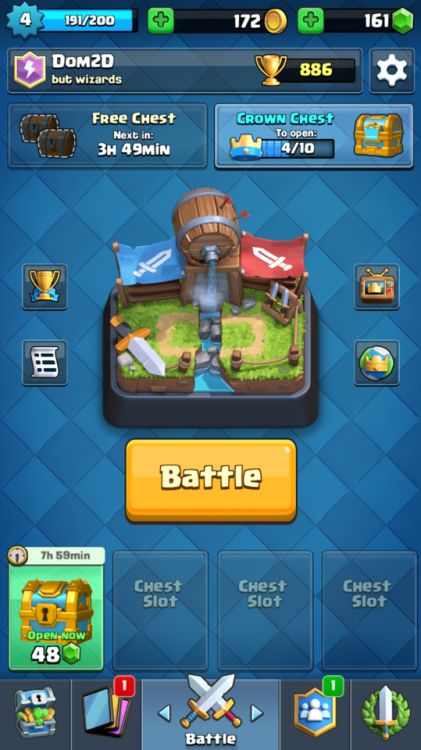 4 191/200 172 161
Dom2D
but wizards
886
Free Chest
Next in:
3h 49min
Crown Chest
To open:
4/10
Battle
7h 59min
Open now
48
Chest
Slot
Chest
Slot
Chest
Slot
1
1
Battle